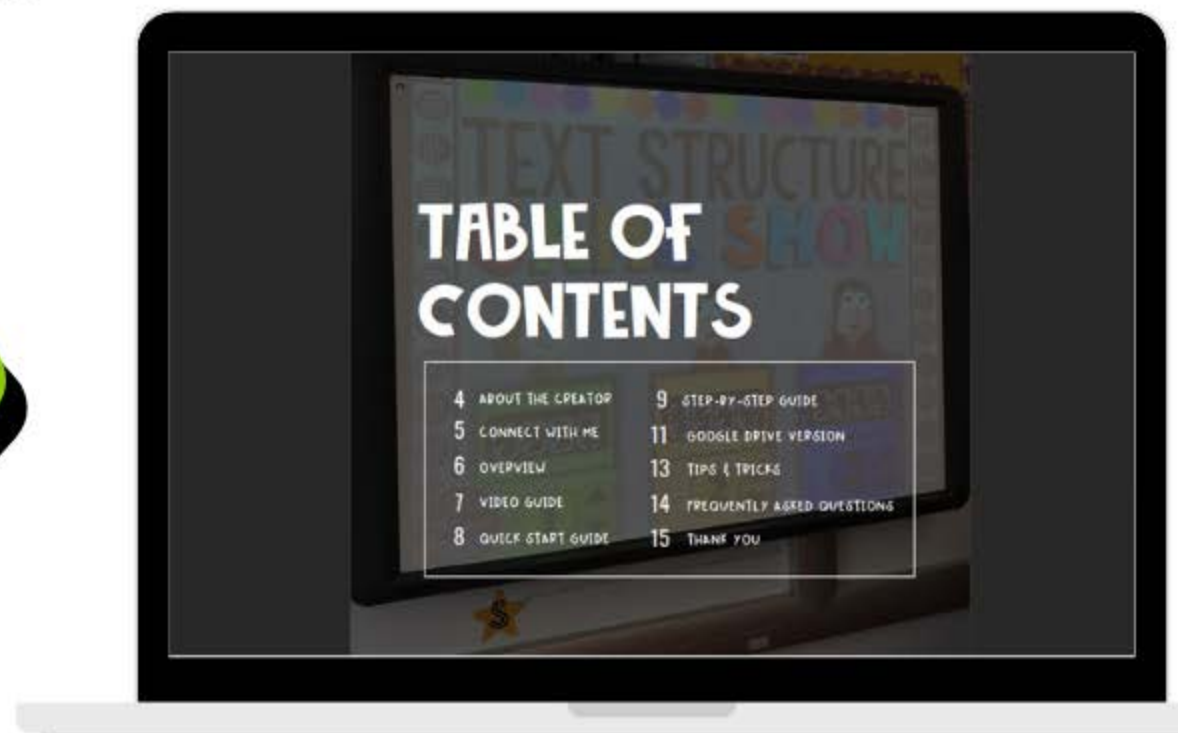 TEXT STRUCTURE
SHOW
TABLE OF
CONTENTS
4 ABOUT THE CREATOR
5 CONNECT WITH ME
6 OVERVIEW
7 VIDEO GUIDE
8 QUICK START GUIDE
9 STEP-BY-STEP GUIDE
11 GOOGLE DRIVE VERSION
13 TIPS & TRICKS
14 FREQUENTLY ASKED QUESTIONS
15 THANK YOU
S